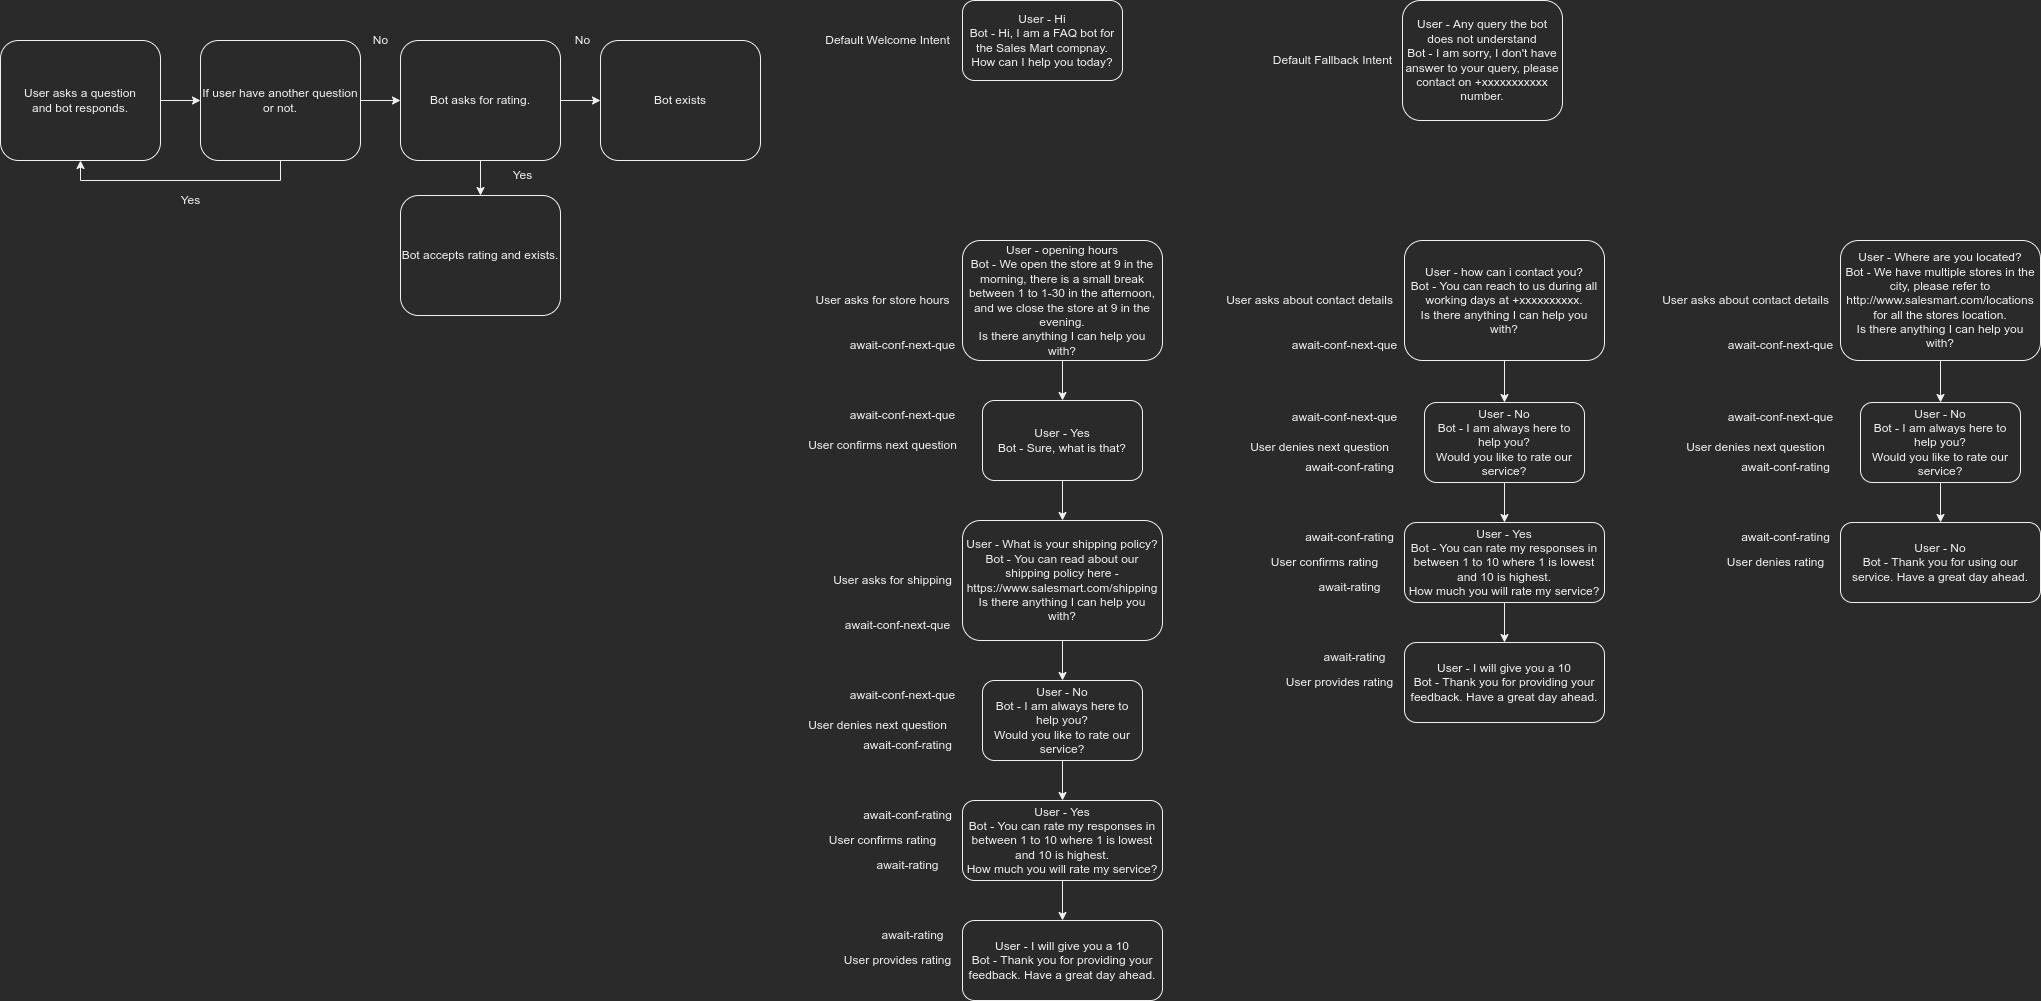 User asks a question
and bot responds.
If user have another question
or not.
Yes
No
Bot asks for rating.
No
Bot exists
Yes
Bot accepts rating and exists.
Default Welcome Intent
User - Hi
Bot - Hi, I am a FAQ bot for
the Sales Mart compnay.
How can I help you today?
Default Fallback Intent
User - Any query the bot
does not understand
Bot - I am sorry, I don't have
answer to your query, please
contact on +xxxxxxxxxxx
number.
User asks for store hours
await-conf-next-que
User - opening hours
Bot - We open the store at 9 in the
morning, there is a small break
between 1 to 1-30 in the afternoon,
and we close the store at 9 in the
evening.
Is there anything I can help you
with?
await-conf-next-que
User confirms next question
User - Yes
Bot - Sure, what is that?
User asks for shipping
await-conf-next-que
User - What is your shipping policy?
Bot - You can read about our
shipping policy here -
https://www.salesmart.com/shipping
Is there anything I can help you
with?
await-conf-next-que
User denies next question
await-conf-rating
User - No
Bot - I am always here to
help you?
Would you like to rate our
service?
await-conf-rating
User confirms rating
await-rating
User - Yes
Bot - You can rate my responses in
between 1 to 10 where 1 is lowest
and 10 is highest.
How much you will rate my service?
await-rating
User provides rating
User - I will give you a 10
Bot - Thank you for providing your
feedback. Have a great day ahead.
User asks about contact details
await-conf-next-que
User - how can i contact you?
Bot - You can reach to us during all
working days at +xxxxxxxxxx.
Is there anything I can help you
with?
await-conf-next-que
User denies next question
await-conf-rating
User - No
Bot - I am always here to
help you?
Would you like to rate our
service?
await-conf-rating
User confirms rating
await-rating
User - Yes
Bot - You can rate my responses in
between 1 to 10 where 1 is lowest
and 10 is highest.
How much you will rate my service?
await-rating
User provides rating
User - I will give you a 10
Bot - Thank you for providing your
feedback. Have a great day ahead.
User asks about contact details
await-conf-next-que
User - Where are you located?
Bot - We have multiple stores in the
city, please refer to
http://www.salesmart.com/locations
for all the stores location.
Is there anything I can help you
with?
await-conf-next-que
User denies next question
await-conf-rating
User - No
Bot - I am always here to
help you?
Would you like to rate our
service?
await-conf-rating
User denies rating
User - No
Bot - Thank you for using our
service. Have a great day ahead.